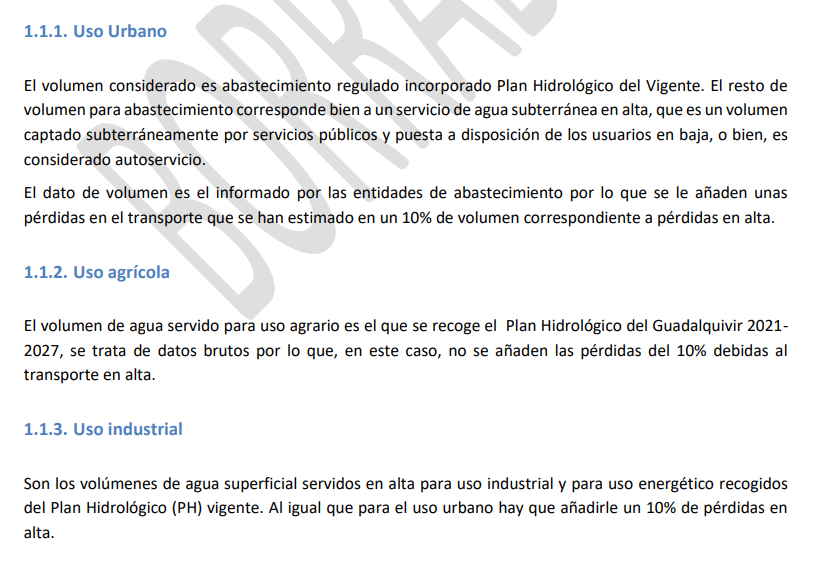 1.1.1. Uso Urbano
El volumen considerado es abastecimiento regulado incorporado Plan Hidrológico del Vigente. El resto de
volumen para abastecimiento corresponde bien a un servicio de agua subterránea en alta, que es un volumen
captado subterráneamente por servicios públicos y puesta a disposición de los usuarios en baja, o bien, es
considerado autoservicio.
El dato de volumen es el informado por las entidades de abastecimiento por lo que se le añaden unas
pérdidas en el transporte que se han estimado en un 10% de volumen correspondiente a pérdidas en alta.
1.1.2. Uso agrícola
El volumen de agua servido para uso agrario es el que se recoge el  Plan Hidrológico del Guadalquivir 2021-
2027, se trata de datos brutos por lo que, en este caso, no se añaden las pérdidas del 10% debidas al
transporte en alta.
1.1.3. Uso industrial
Son los volúmenes de agua superficial servidos en alta para uso industrial y para uso energético recogidos
del Plan Hidrológico (PH) vigente. Al igual que para el uso urbano hay que añadirle un 10% de pérdidas en
alta.